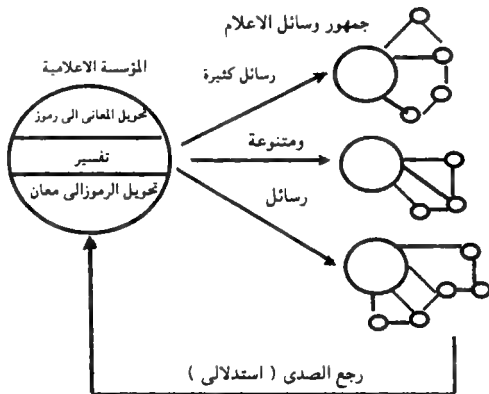 جمهور وسائل الاعلام
المؤسسة الاعلامية
رسائل كثيرة
تحويل المعانى الى رموز
ومتنوعة
تفسير
تحويل الرموزالى معان
رسائل
رجع الصدى ( استدلالى )